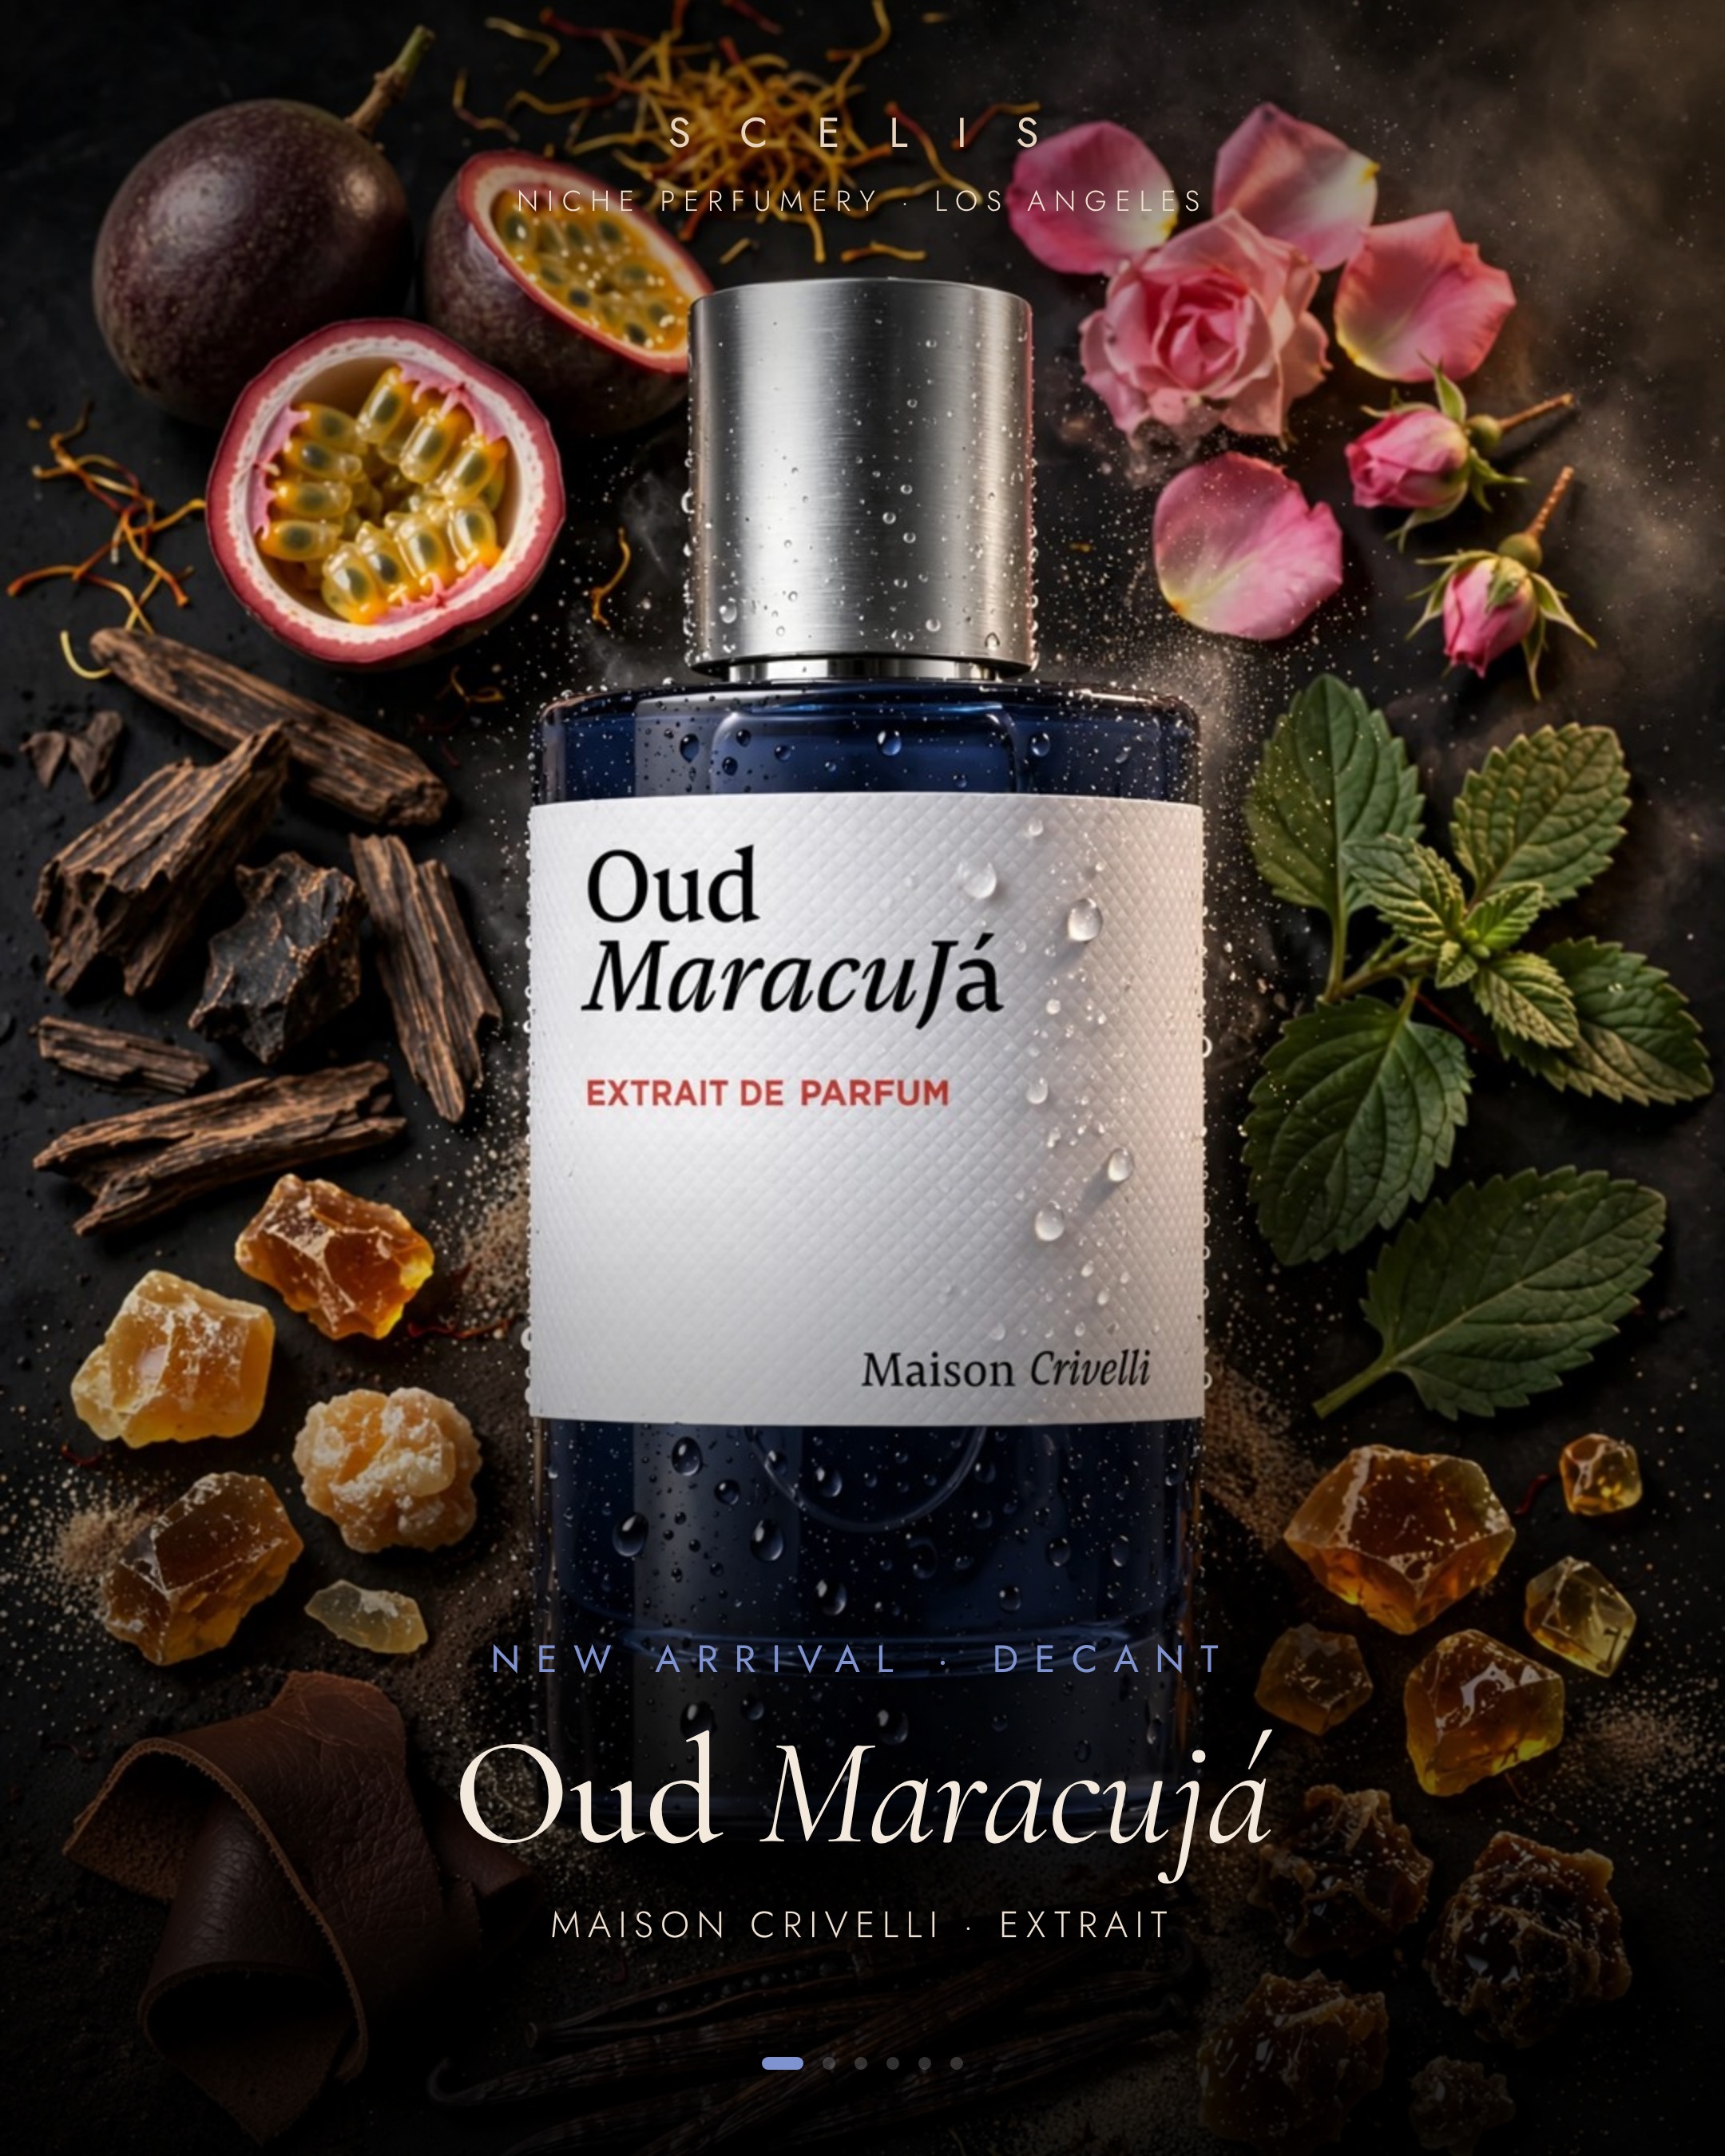 SCELIS
NICHE PERFUMERY · LOS ANGELES
Oud
MaracuJá
EXTRAIT DE PARFUM
Maison Crivelli
NEW ARRIVAL · DECANT
Oud Maracujá
MAISON CRIVELLI · EXTRAIT